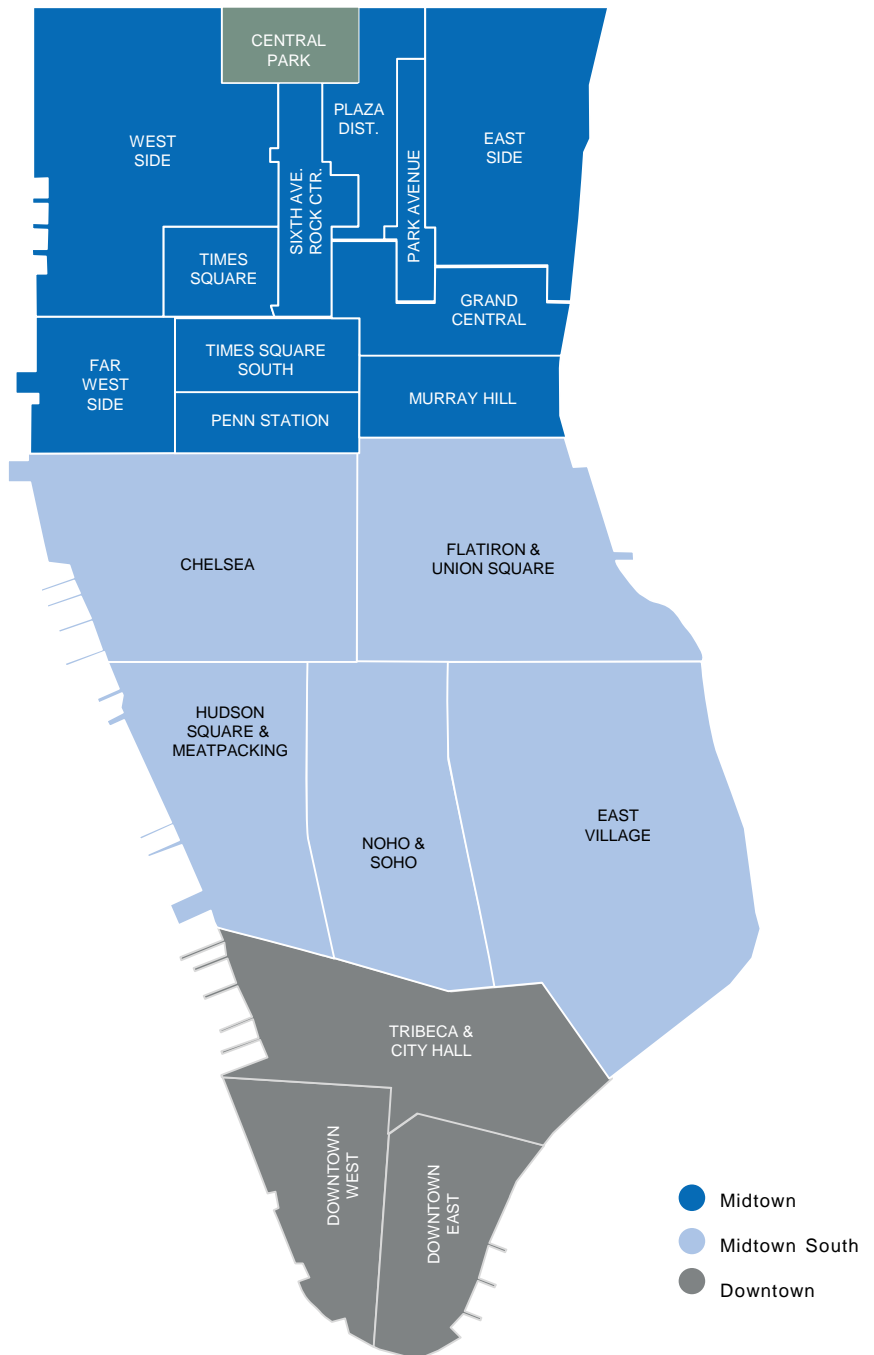 CENTRAL
PARK
PLAZA
DIST.
WEST
SIDE
EAST
SIDE
SIXTH AVE.
ROCK CTR.
PARK AVENUE
TIMES
SQUARE
GRAND
CENTRAL
TIMES SQUARE
SOUTH
FAR
WEST
SIDE
MURRAY HILL
PENN STATION
CHELSEA
FLATIRON &
UNION SQUARE
HUDSON
SQUARE &
MEATPACKING
NOHO &
SOHO
EAST
VILLAGE
TRIBECA &
CITY HALL
DOWNTOWN
WEST
DOWNTOWN
EAST
Midtown
Midtown South
Downtown